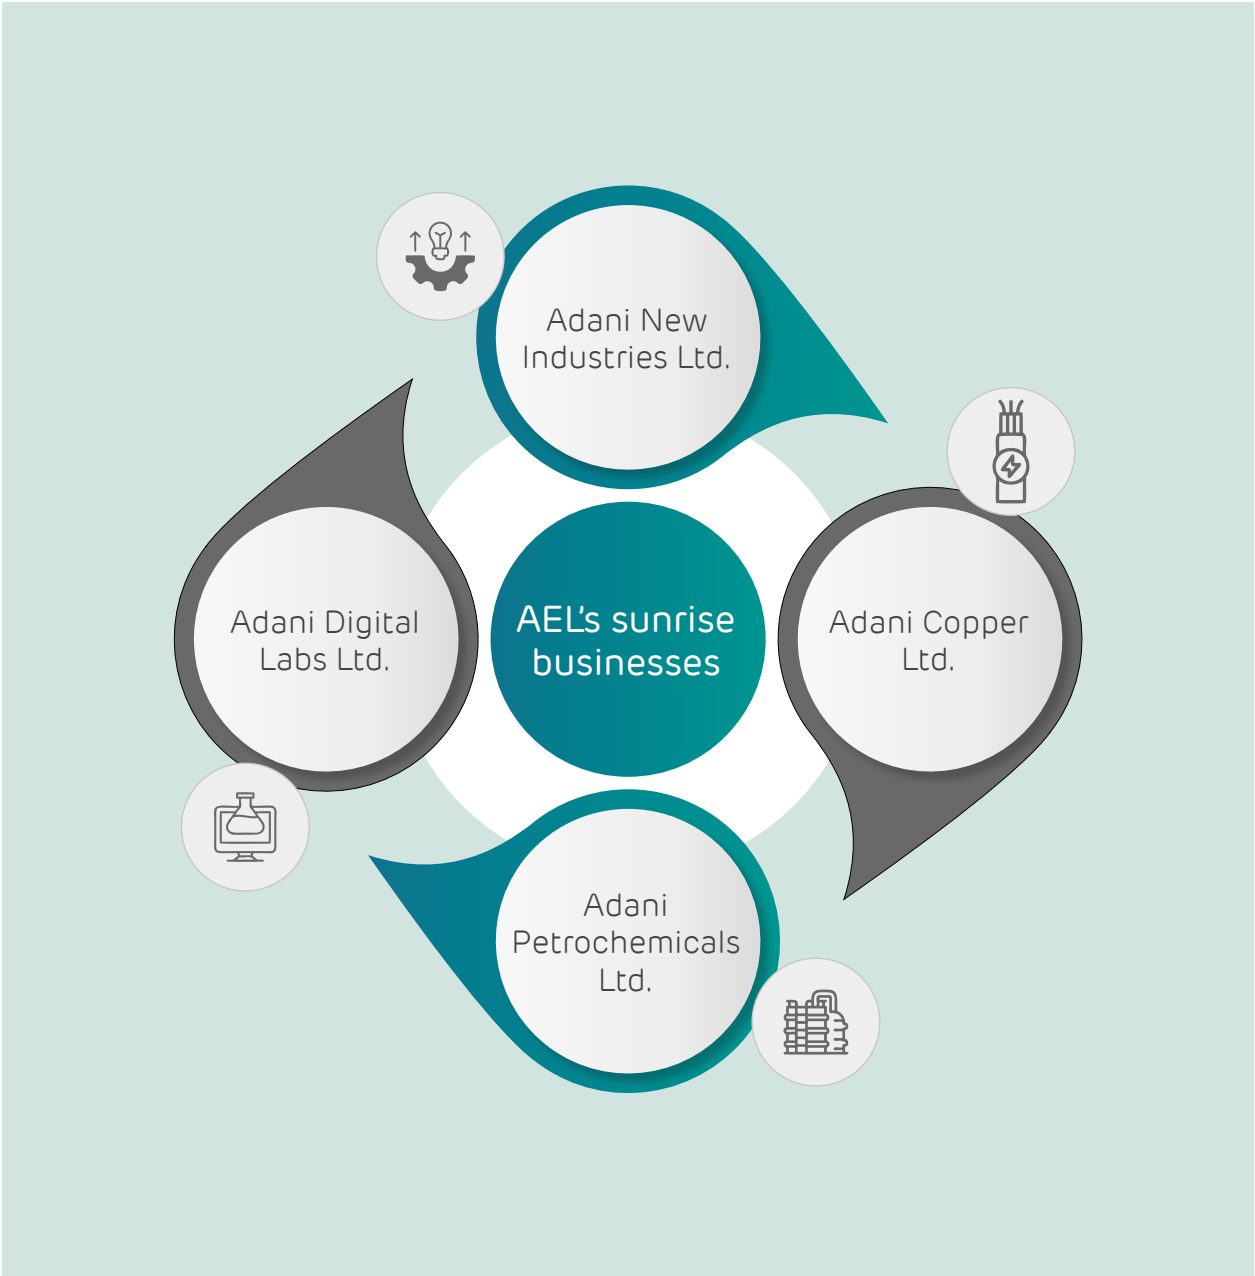 Adani New
Industries Ltd.
Adani Digital
Labs Ltd.
AEL's sunrise
businesses
Adani Copper
Ltd.
Adani
Petrochemicals
Ltd.